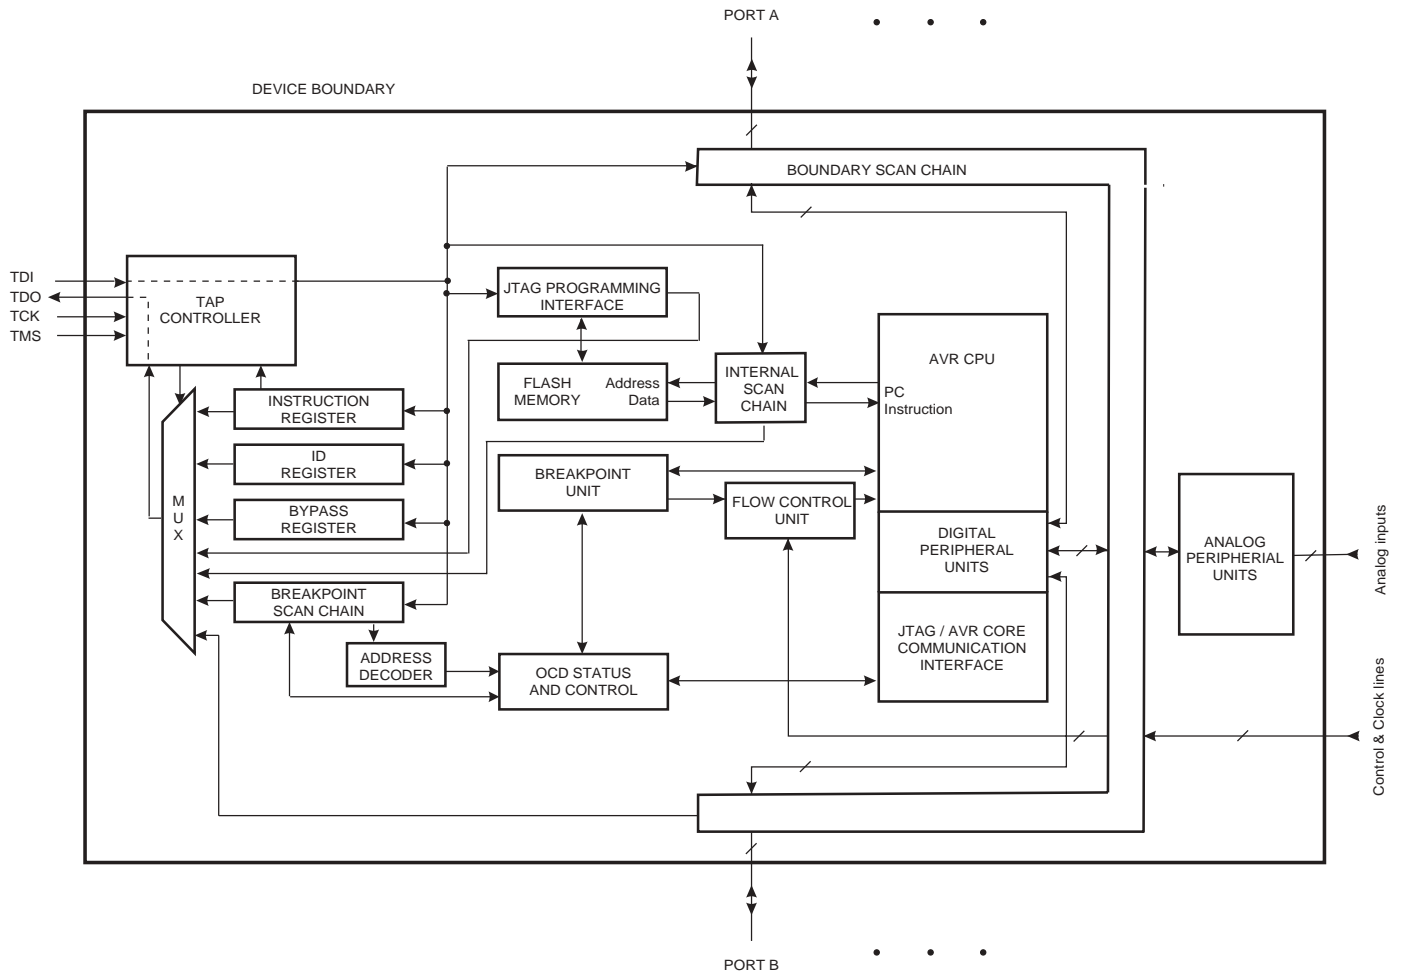 PORT A
DEVICE BOUNDARY
BOUNDARY SCAN CHAIN
TDI
TDO
TCK
TMS
TAP
CONTROLLER
JTAG PROGRAMMING
INTERFACE
AVR CPU
FLASH
MEMORY
Address
Data
INTERNAL
SCAN
CHAIN
PC
Instruction
INSTRUCTION
REGISTER
ID
REGISTER
BREAKPOINT
UNIT
FLOW CONTROL
UNIT
M
U
X
BYPASS
REGISTER
DIGITAL
PERIPHERAL
UNITS
ANALOG
PERIPHERIAL
UNITS
Analog inputs
BREAKPOINT
SCAN CHAIN
JTAG / AVR CORE
COMMUNICATION
INTERFACE
ADDRESS
DECODER
OCD STATUS
AND CONTROL
Control & Clock lines
PORT B